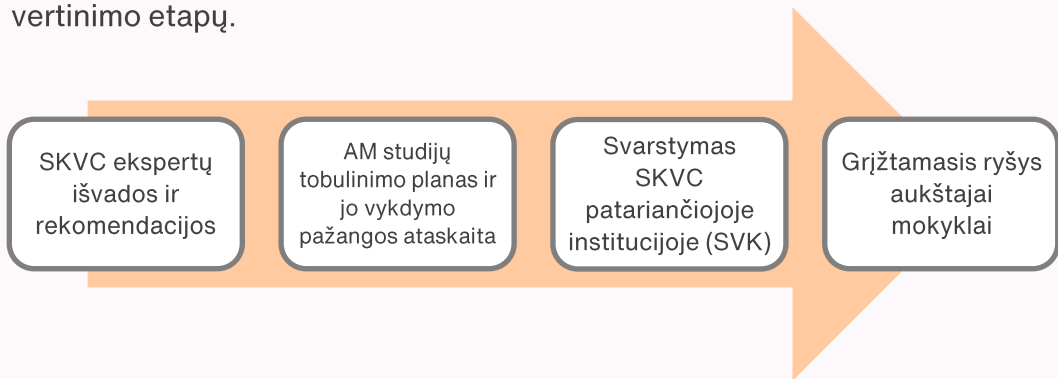 vertinimo etapų.
SKVC ekspertų
išvados ir
rekomendacijos
AM studijų
tobulinimo planas ir
jo vykdymo
pažangos ataskaita
Svarstymas
SKVC
patariančiojoje
institucijoje (SVK)
Grįžtamasis ryšys
aukštajai
mokyklai